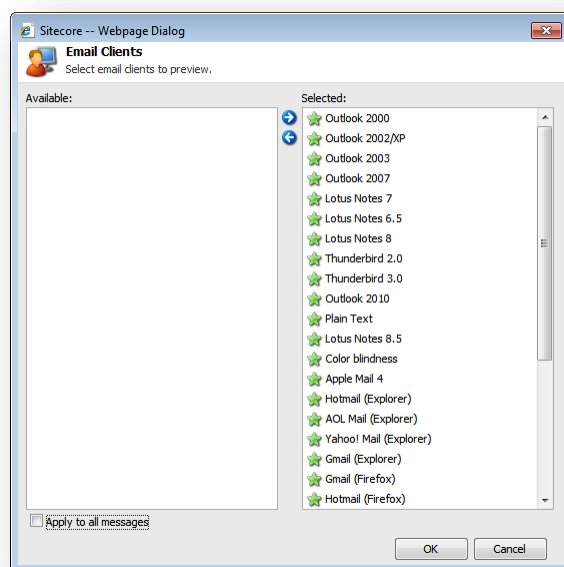 Sitecore -- Webpage Dialog
Email Clients
Select email clients to preview.
Available:
Selected:
Outlook 2000
Outlook 2002/XP
Outlook 2003
Outlook 2007
Lotus Notes 7
Lotus Notes 6.5
Lotus Notes 8
Thunderbird 2.0
Thunderbird 3.0
Outlook 2010
Plain Text
Lotus Notes 8.5
Color blindness
Apple Mail 4
Hotmail (Explorer)
AOL Mail (Explorer)
Yahoo! Mail (Explorer)
Gmail (Explorer)
Gmail (Firefox)
Hotmail (Firefox)
Apply to all messages
OK
Cancel